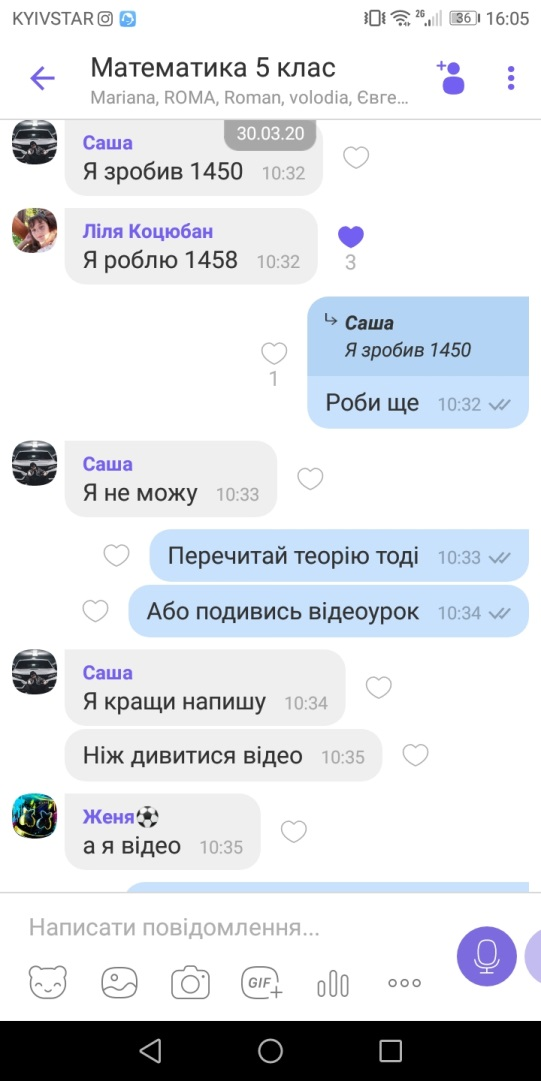 KYIVSTAR 2G 36 16:05
Математика 5 клас
Mariana, ROMA, Roman, volodia, Євге...
30.03.20
Саша
Я зробив 1450 10:32
Ліля Коцюбан
Я роблю 1458 10:32
3
Саша
Я зробив 1450
1
Роби ще 10:32
Саша
Я не можу 10:33
Перечитай теорію тоді 10:33
Або подивись відеоурок 10:34
Саша
Я кращи напишу 10:34
Ніж дивитися відео 10:35
Женя
а я відео 10:35
Написати повідомлення...
GIF